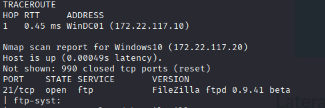 TRACEROUTE
HOP RTT     ADDRESS
1   0.45 ms WinDC01 (172.22.117.10)
Nmap scan report for Windows10 (172.22.117.20)
Host is up (0.00049s latency).
Not shown: 990 closed tcp ports (reset)
PORT   STATE SERVICE   VERSION
21/tcp open  ftp       FileZilla ftpd 0.9.41 beta
| ftp-syst: